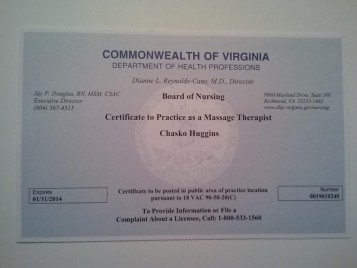 COMMONWEALTH OF VIRGINIA
DEPARTMENT OF HEALTH PROFESSIONS
Dianne L. Reynolds-Cane, M.D., Director
Jay P. Douglas, RN, MSM, CSAC
Executive Director
(804) 367-4515
Board of Nursing
9960 Mayland Drive, Suite 300
Richmond, VA 23233-1463
www.dhp.virginia.gov/nursing
Certificate to Practice as a Massage Therapist
Chasko Huggins
Expires
01/31/2014
Certificate to be posted in public area of practice location
pursuant to 18 VAC 90-50-20(C)
Number
0019010240
To Provide Information or File a
Complaint About a Licensee, Call: 1-800-533-1560